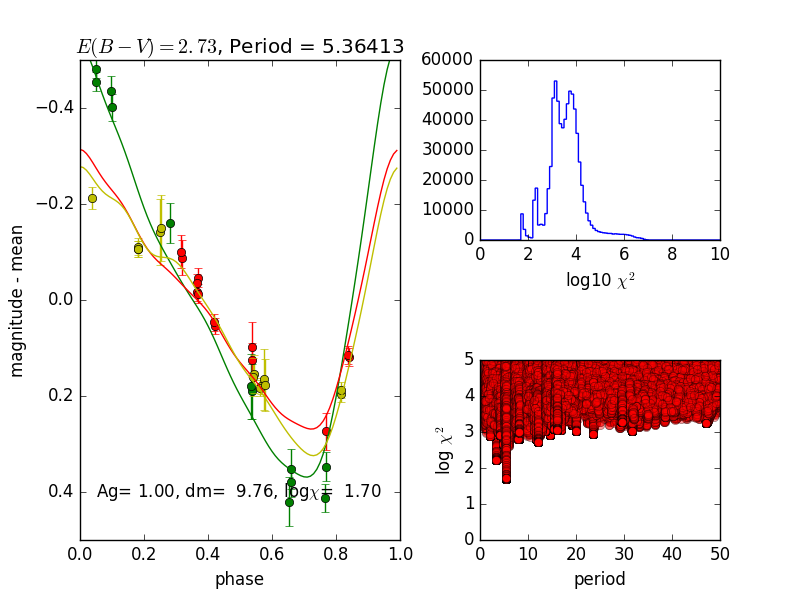 E(B − V) = 2.73, Period = 5.36413
magnitude - mean
−0.4
−0.2
0.0
0.2
0.4
Ag= 1.00, dm=  9.76, logχ=  1.70
0.0 0.2 0.4 0.6 0.8 1.0
phase
60000
50000
40000
30000
20000
10000
0
0 2 4 6 8 10
log10 χ²
log χ²
5
4
3
2
1
0
0 10 20 30 40 50
period